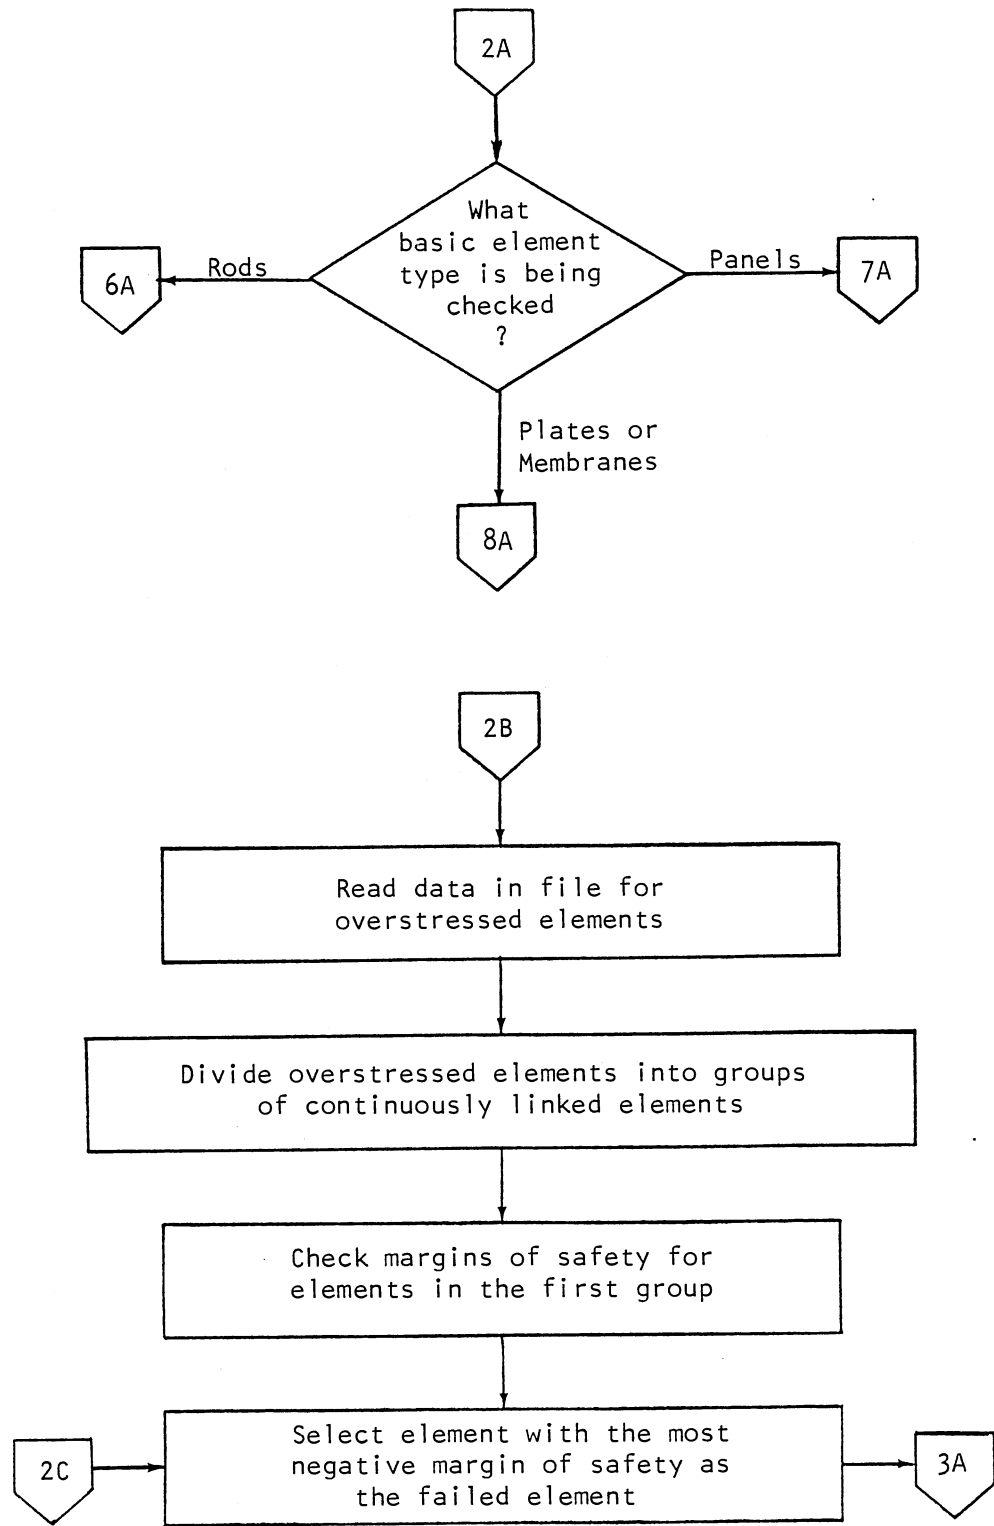 2A
What
basic element
type is being
checked
?
Rods
6A
Panels
7A
Plates or
Membranes
8A
2B
Read data in file for
overstressed elements
Divide overstressed elements into groups
of continuously linked elements
Check margins of safety for
elements in the first group
Select element with the most
negative margin of safety as
the failed element
2C
3A